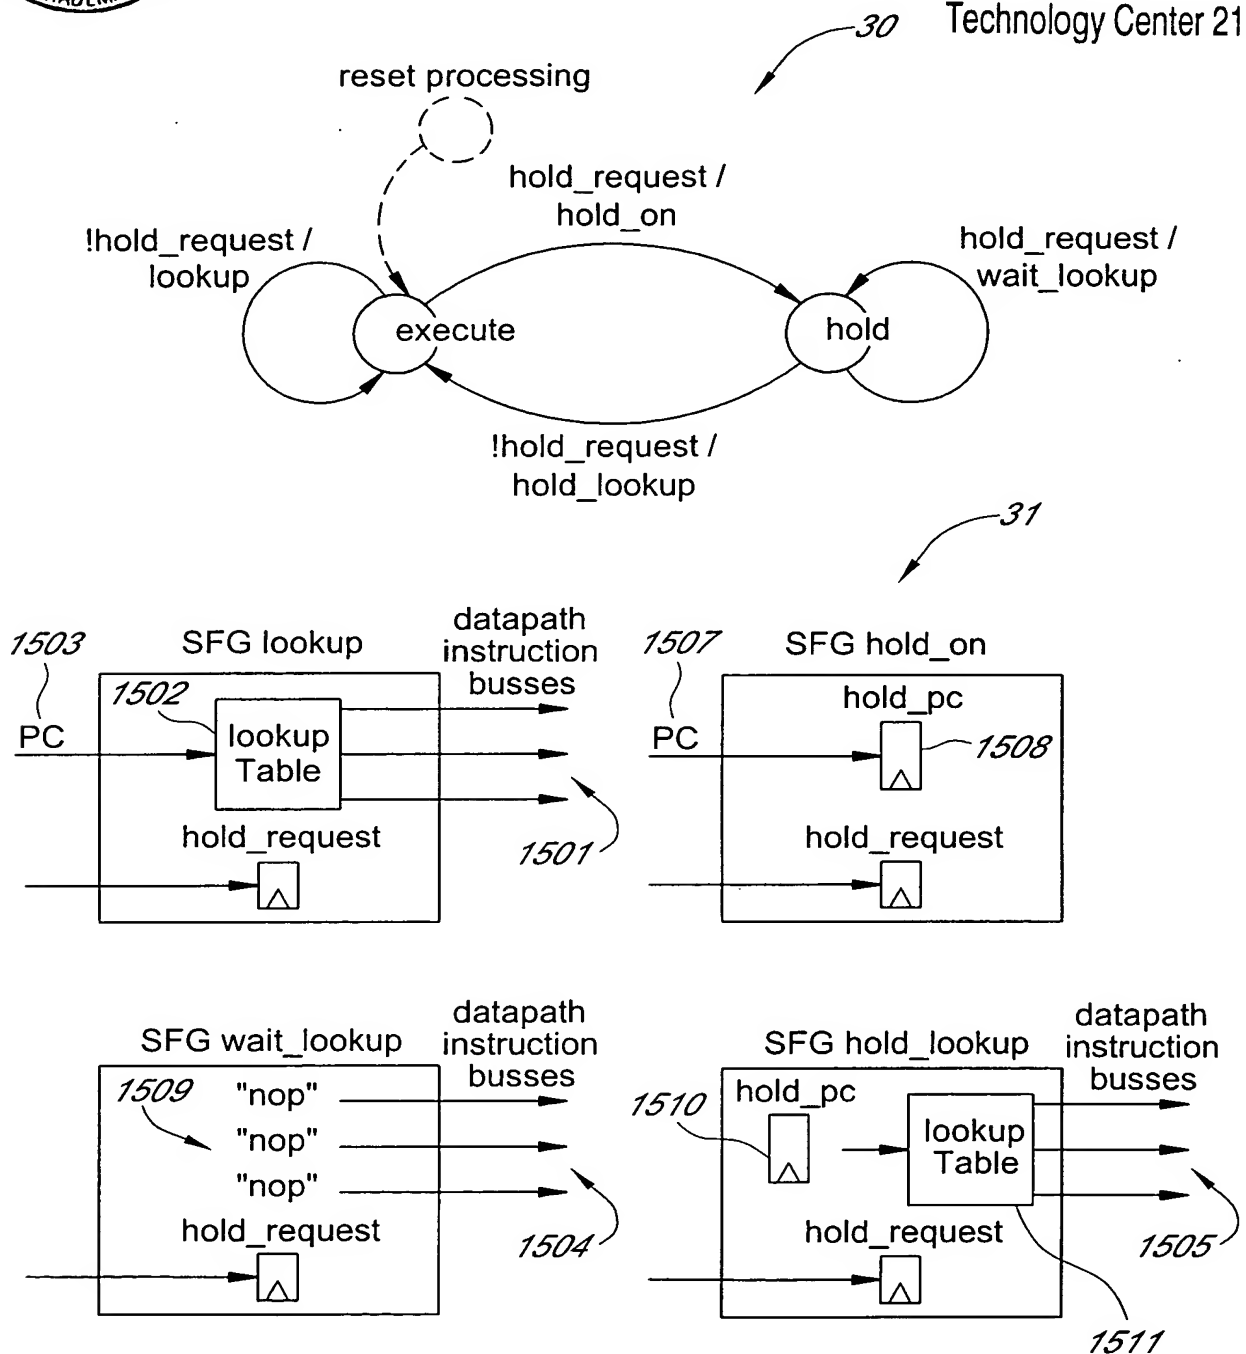 Technology Center 21
30
reset processing
hold_request /
hold_on
!hold_request /
lookup
hold_request /
wait_lookup
execute
hold
!hold_request /
hold_lookup
31
1503
SFG lookup
datapath
instruction
busses
1502
PC
lookup
Table
hold_request
1501
1507
SFG hold_on
hold_pc
PC
1508
hold_request
SFG wait_lookup
datapath
instruction
busses
1509
"nop"
"nop"
"nop"
hold_request
1504
SFG hold_lookup
datapath
instruction
busses
1510
hold_pc
lookup
Table
hold_request
1505
1511